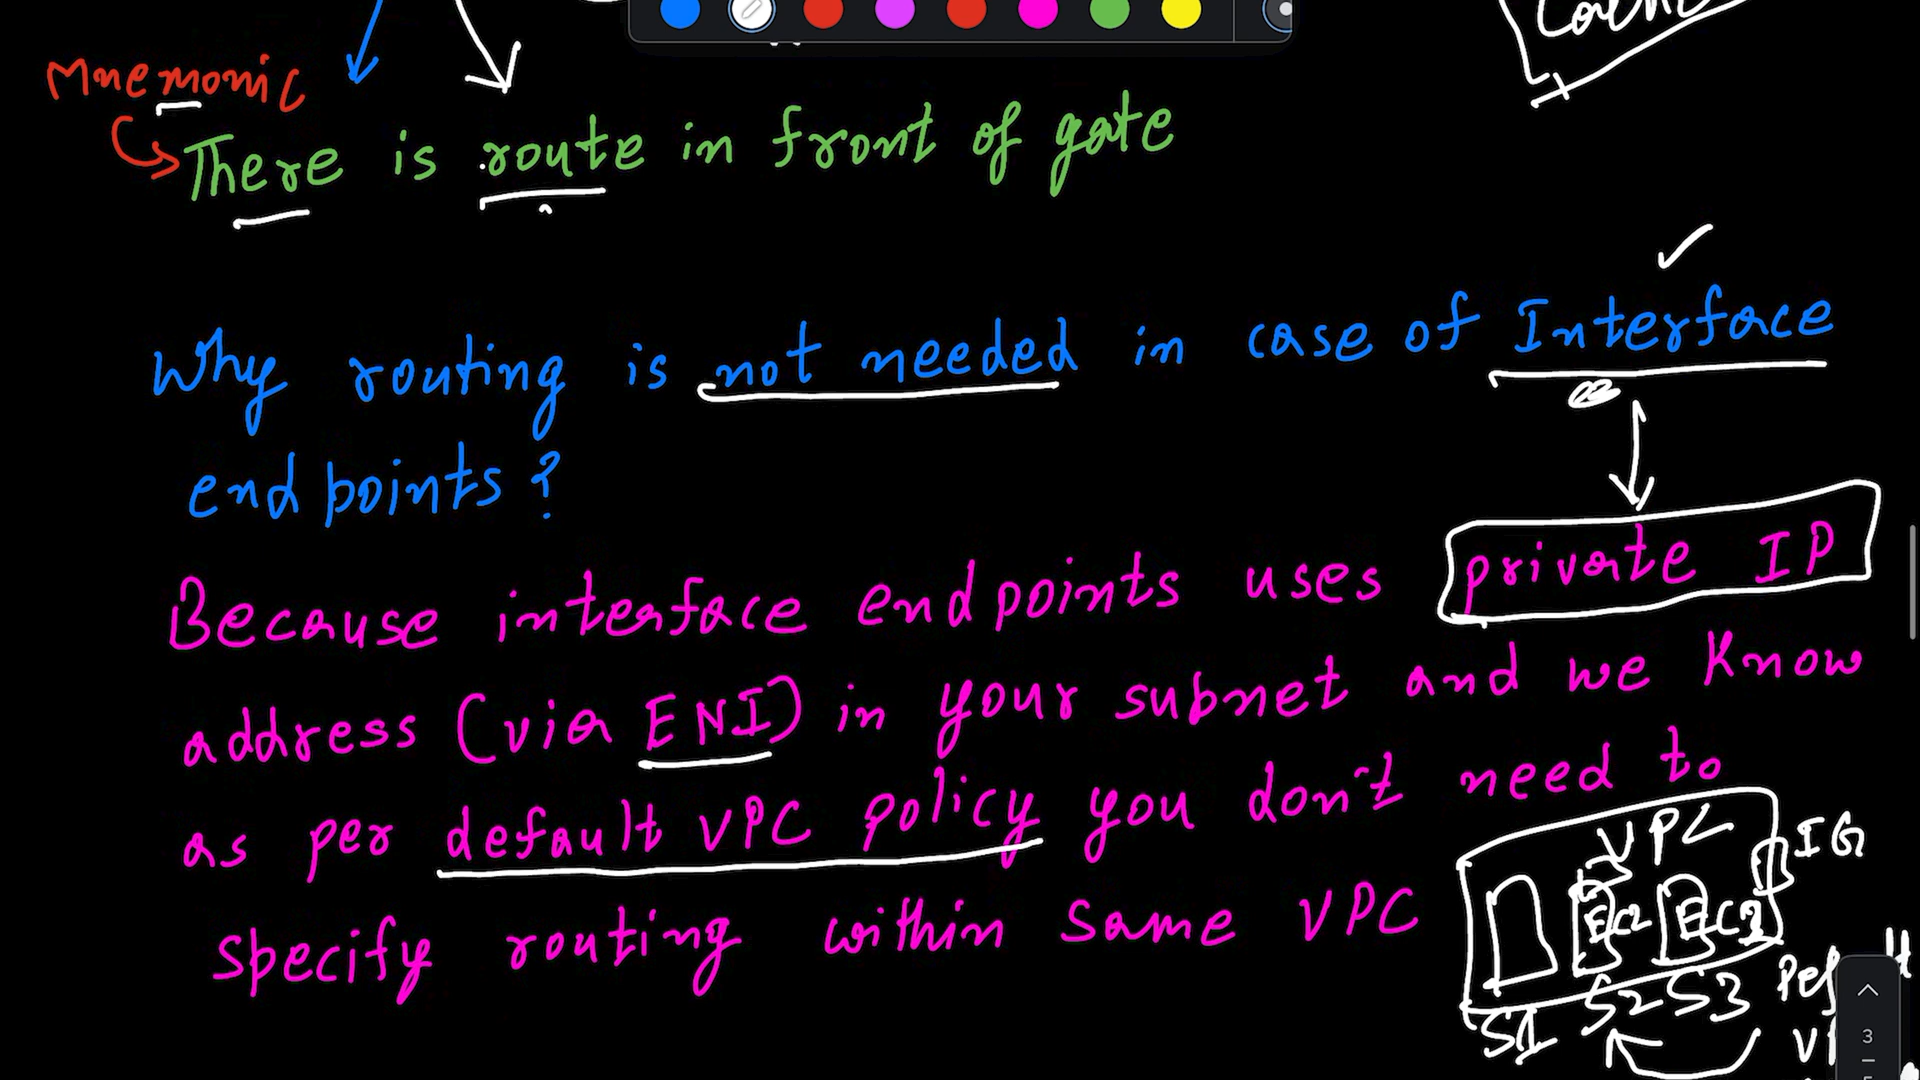 Mnemonic
There is route in front of gate
Why routing is not needed in case of Interface
endpoints?
Because interface endpoints uses private IP
address (via ENI) in your subnet and we know
as per default VPC policy you don't need to
specify routing within same VPC
VPC
IG
EC2 EC2
S1 S2 S3
3